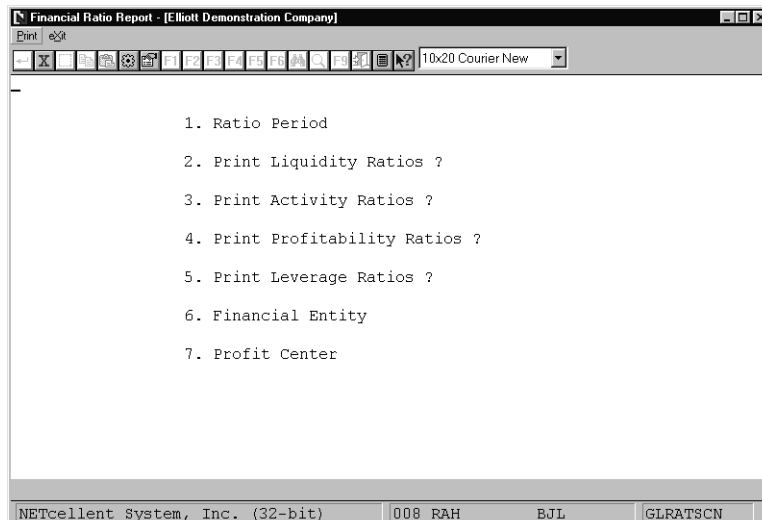 Financial Ratio Report - [Elliott Demonstration Company]
Print eXit
F1 F2 F3 F4 F5 F6 F9 10x20 Courier New
1. Ratio Period
2. Print Liquidity Ratios ?
3. Print Activity Ratios ?
4. Print Profitability Ratios ?
5. Print Leverage Ratios ?
6. Financial Entity
7. Profit Center
NETcellent System, Inc. (32-bit) 008 RAH BJL GLRATSCN